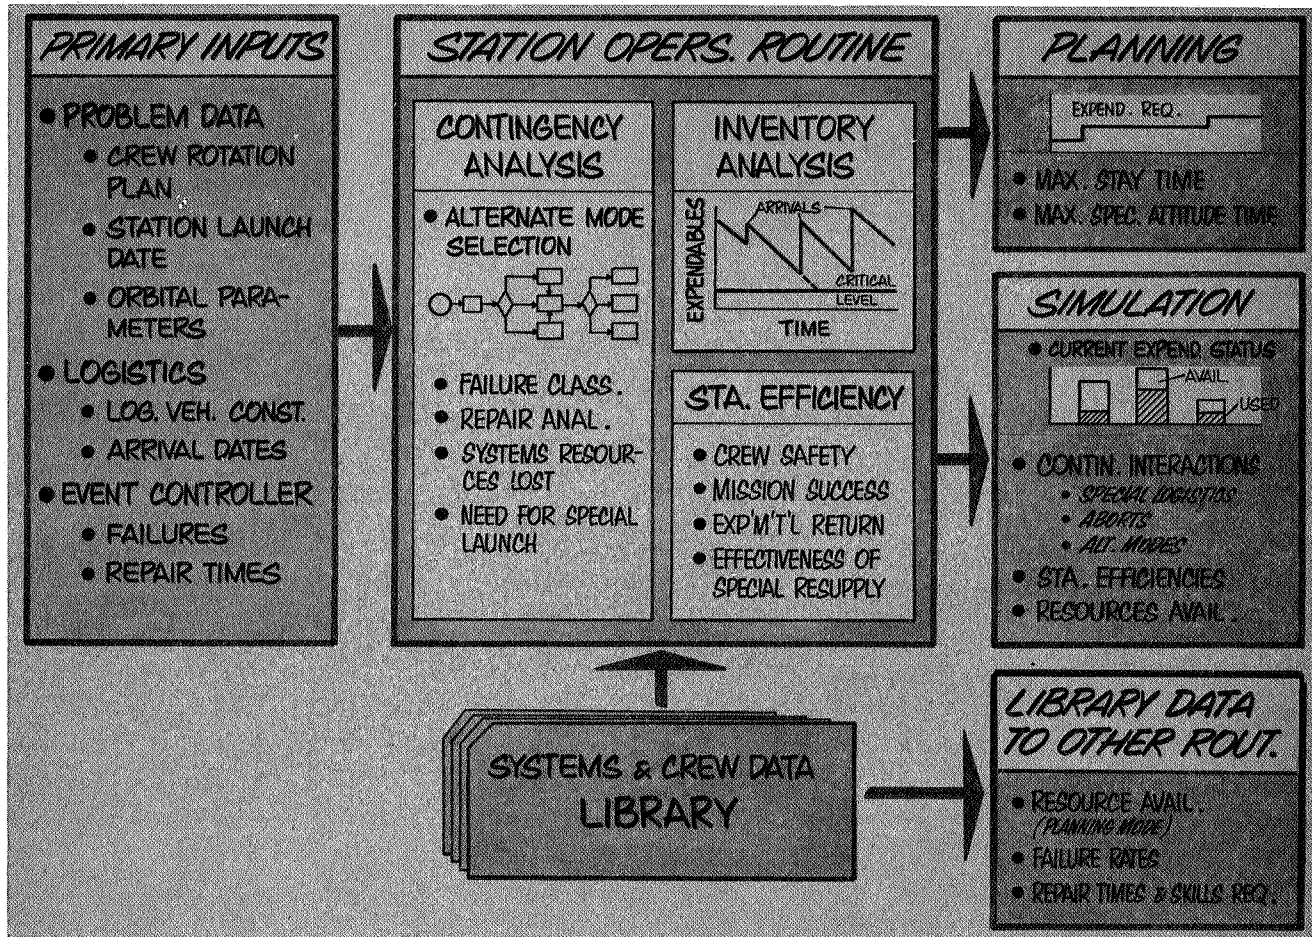 PRIMARY INPUTS
• PROBLEM DATA
• CREW ROTATION
PLAN
• STATION LAUNCH
DATE
• ORBITAL PARA-
METERS
• LOGISTICS
• LOG. VEH. CONST.
• ARRIVAL DATES
• EVENT CONTROLLER
• FAILURES
• REPAIR TIMES
STATION OPERS. ROUTINE
CONTINGENCY
ANALYSIS
• ALTERNATE MODE
SELECTION
• FAILURE CLASS.
• REPAIR ANAL.
• SYSTEMS RESOUR-
CES LOST
• NEED FOR SPECIAL
LAUNCH
INVENTORY
ANALYSIS
EXPENDABLES
ARRIVALS
CRITICAL
LEVEL
TIME
STA. EFFICIENCY
• CREW SAFETY
• MISSION SUCCESS
• EXP'M'T'L RETURN
• EFFECTIVENESS OF
SPECIAL RESUPPLY
SYSTEMS & CREW DATA
LIBRARY
PLANNING
EXPEND. REQ.
• MAX. STAY TIME
• MAX. SPEC. ATTITUDE TIME
SIMULATION
• CURRENT EXPEND STATUS
AVAIL.
USED
• CONTIN. INTERACTIONS
• SPECIAL LOGISTICS
• ABORTS
• ALT. MODES
• STA. EFFICIENCIES
• RESOURCES AVAIL.
LIBRARY DATA
TO OTHER ROUT.
• RESOURCE AVAIL.
(PLANNING MODE)
• FAILURE RATES
• REPAIR TIMES & SKILLS REQ.